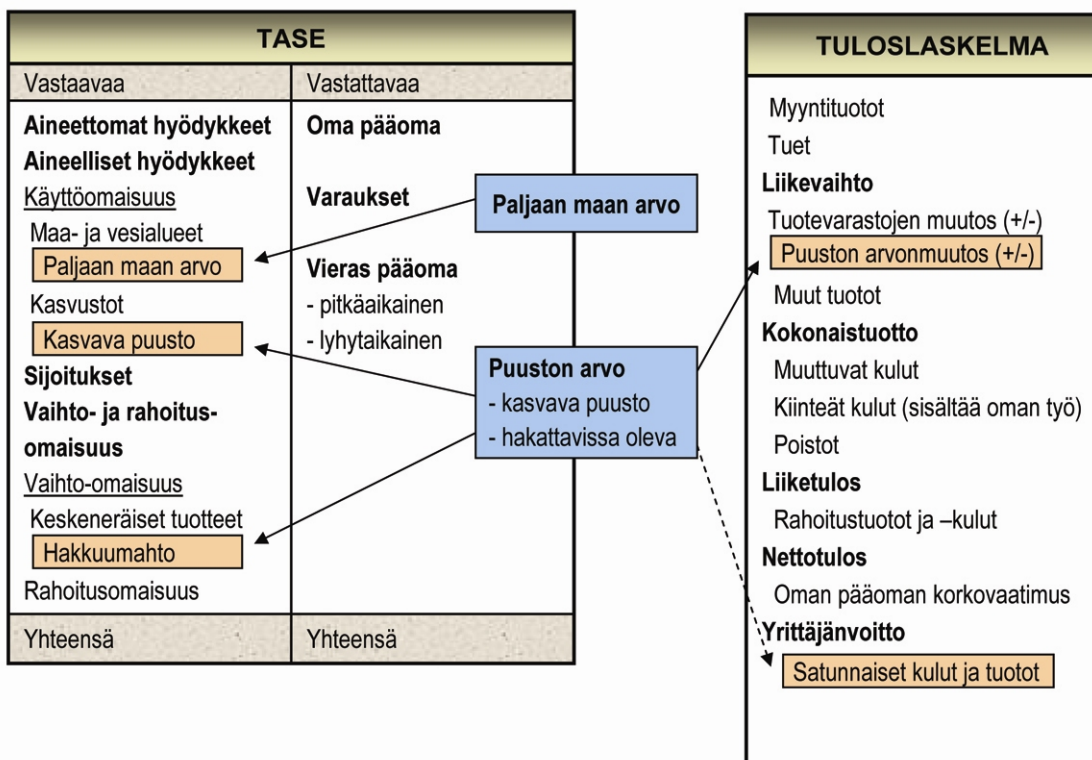 TASE
Vastaavaa
Aineettomat hyödykkeet
Aineelliset hyödykkeet
Käyttöomaisuus
Maa- ja vesialueet
Paljaan maan arvo
Kasvustot
Kasvava puusto
Sijoitukset
Vaihto- ja rahoitus-
omaisuus
Vaihto-omaisuus
Keskeneräiset tuotteet
Hakkuumahto
Rahoitusomaisuus
Yhteensä
Vastattavaa
Oma pääoma
Varaukset
Vieras pääoma
- pitkäaikainen
- lyhytaikainen
Yhteensä
Paljaan maan arvo
Puuston arvo
- kasvava puusto
- hakattavissa oleva
TULOSLASKELMA
Myyntituotot
Tuet
Liikevaihto
Tuotevarastojen muutos (+/-)
Puuston arvonmuutos (+/-)
Muut tuotot
Kokonaistuotto
Muuttuvat kulut
Kiinteät kulut (sisältää oman työ)
Poistot
Liiketulos
Rahoitustuotot ja –kulut
Nettotulos
Oman pääoman korkovaatimus
Yrittäjänvoitto
Satunnaiset kulut ja tuotot